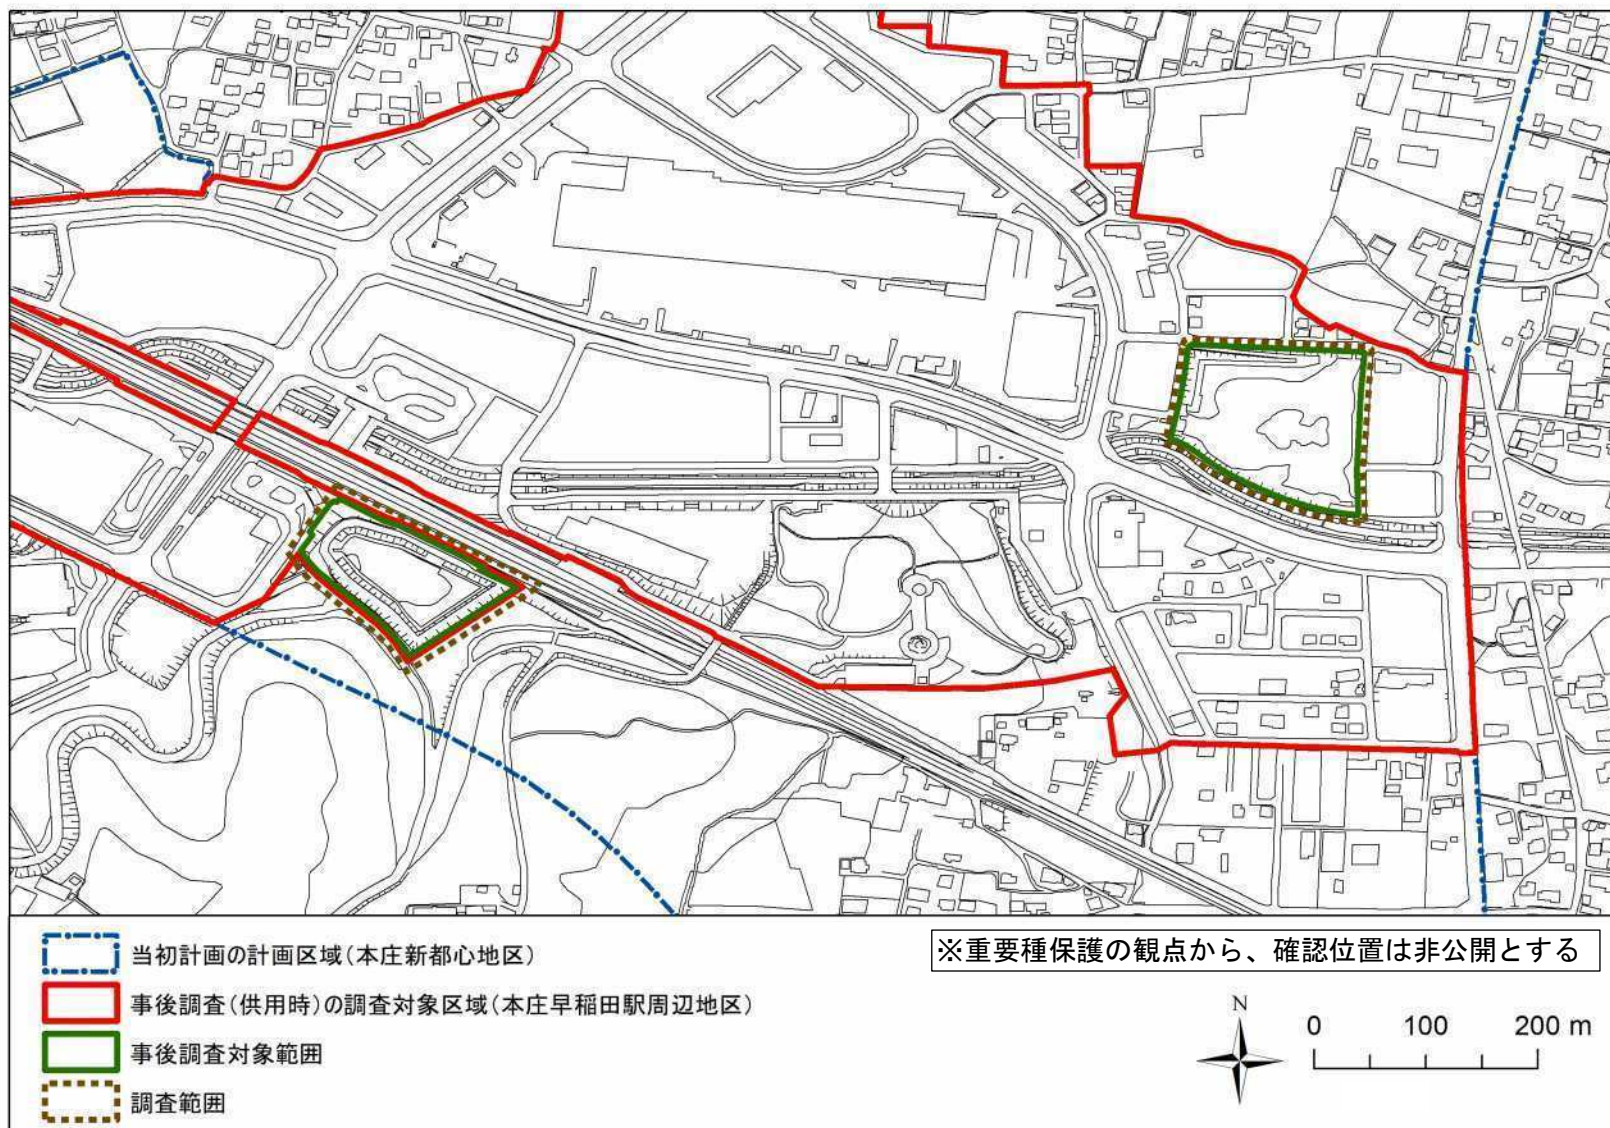 当初計画の計画区域(本庄新都心地区)
事後調査(供用時)の調査対象区域(本庄早稲田駅周辺地区)
事後調査対象範囲
調査範囲
※重要種保護の観点から、確認位置は非公開とする
N
0 100 200 m